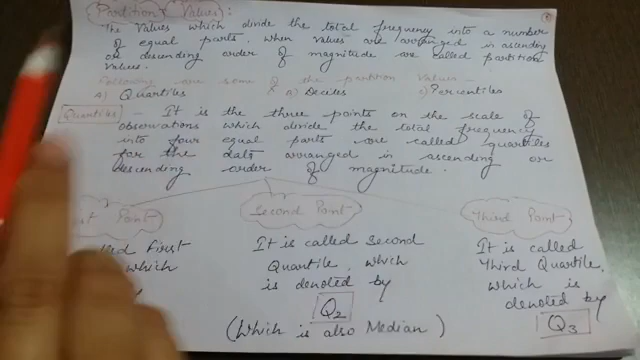 Partition Values :
The Values which divide the total frequency into a number
of equal parts, when values are arranged in ascendig
or descending order of magnitude are called partition
values.
Following are some of the partition Values -
A) Quartiles A) Deciles Percentiles
Quartiles - It is the three points on the scale of
observations which divide the total frequency
into four equal parts are called quartiles
for the data arranged in ascending or
descending order of magnitude.
Point Second Point Third Point
first It is called second It is called
which Quartile, which Third Quartile,
is denoted by which is
Q2 denoted by
(Which is also Median) Q3